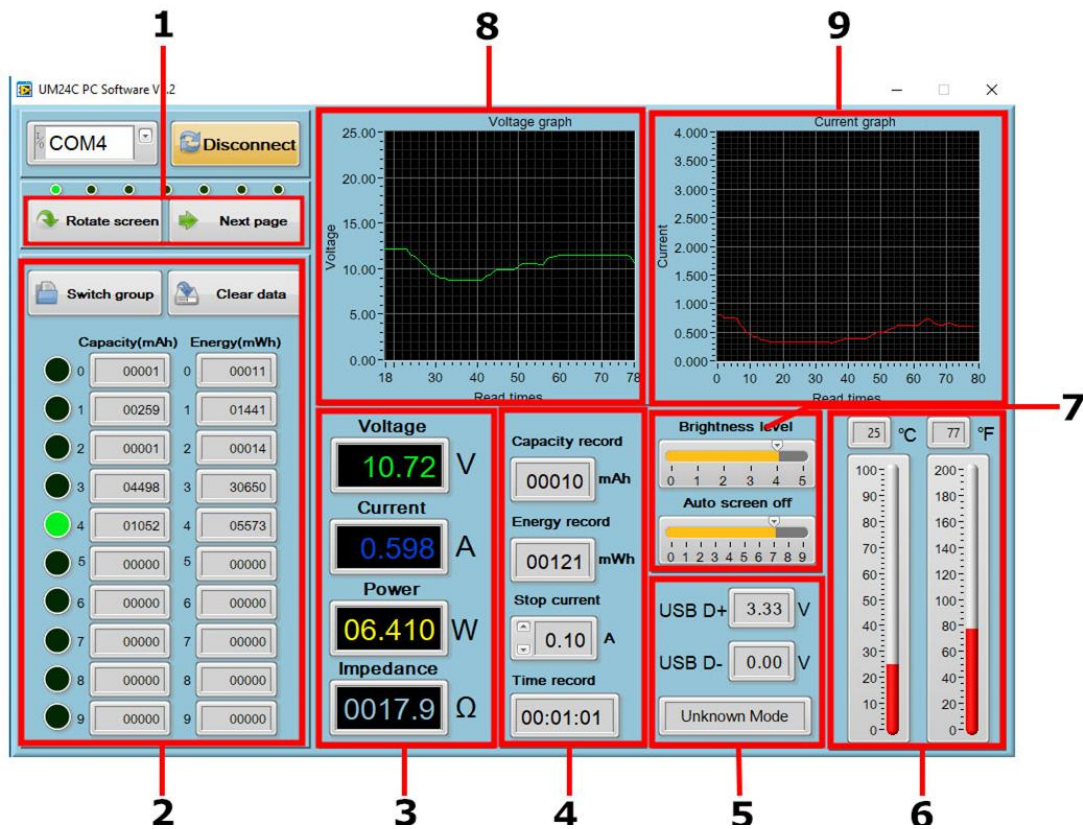 1
8
9
UM24C PC Software V1.2
COM4
Disconnect
Rotate screen
Next page
Switch group
Clear data
Capacity(mAh) Energy(mWh)
0 00001 0 00011
1 00259 1 01441
2 00001 2 00014
3 04498 3 30650
4 01052 4 05573
5 00000 5 00000
6 00000 6 00000
7 00000 7 00000
8 00000 8 00000
9 00000 9 00000
Voltage graph
Voltage
25.00
20.00
15.00
10.00
5.00
0.00
18 30 40 50 60 70 78
Read times
Current graph
Current
4.000
3.500
3.000
2.500
2.000
1.500
1.000
0.500
0.000
0 10 20 30 40 50 60 70 80
Read times
Voltage
10.72 V
Current
0.598 A
Power
06.410 W
Impedance
0017.9 Ω
Capacity record
00010 mAh
Energy record
00121 mWh
Stop current
0.10 A
Time record
00:01:01
Brightness level
0 1 2 3 4 5
Auto screen off
0 1 2 3 4 5 6 7 8 9
7
USB D+ 3.33 V
USB D- 0.00 V
Unknown Mode
25 °C 77 °F
100 200
90 180
80 160
70 140
60 120
50 100
40 80
30 60
20 40
10 20
0 0
2
3
4
5
6